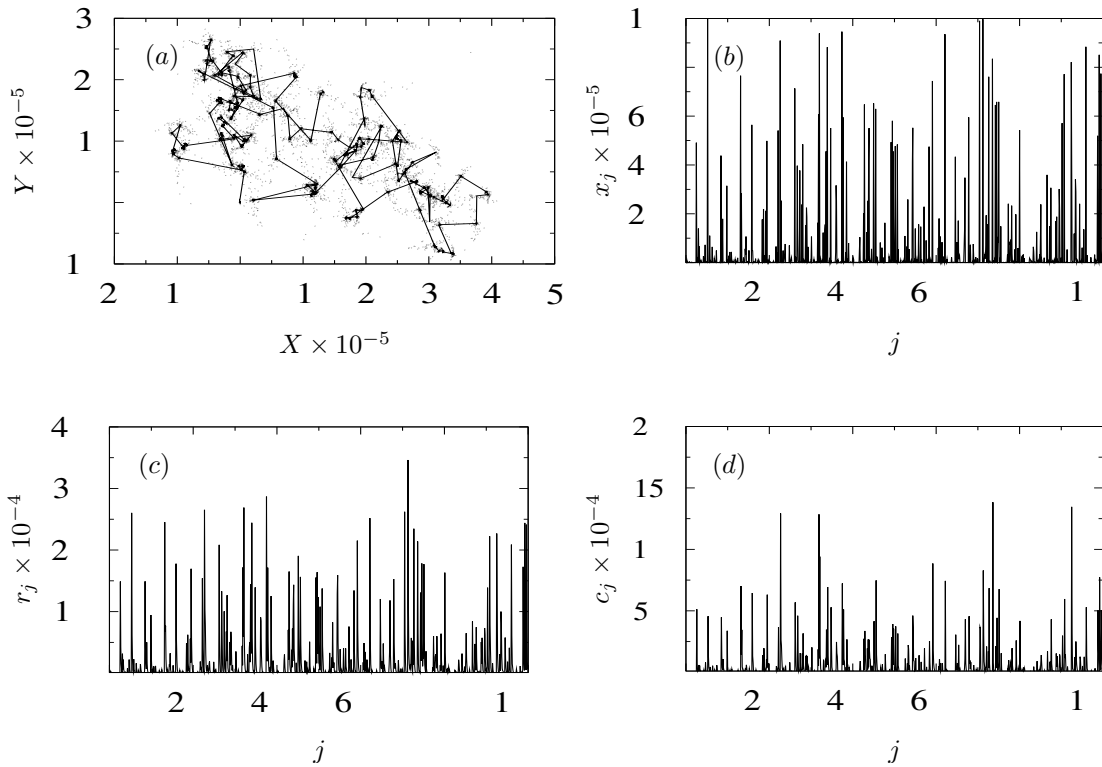 (a)
3
2
1
1
Y × 10⁻⁵
2 1 1 2 3 4 5
X × 10⁻⁵
(b)
1
6
4
2
x_j × 10⁻⁵
2 4 6 1
j
(c)
4
3
2
1
r_j × 10⁻⁴
2 4 6 1
j
(d)
2
15
1
5
c_j × 10⁻⁴
2 4 6 1
j